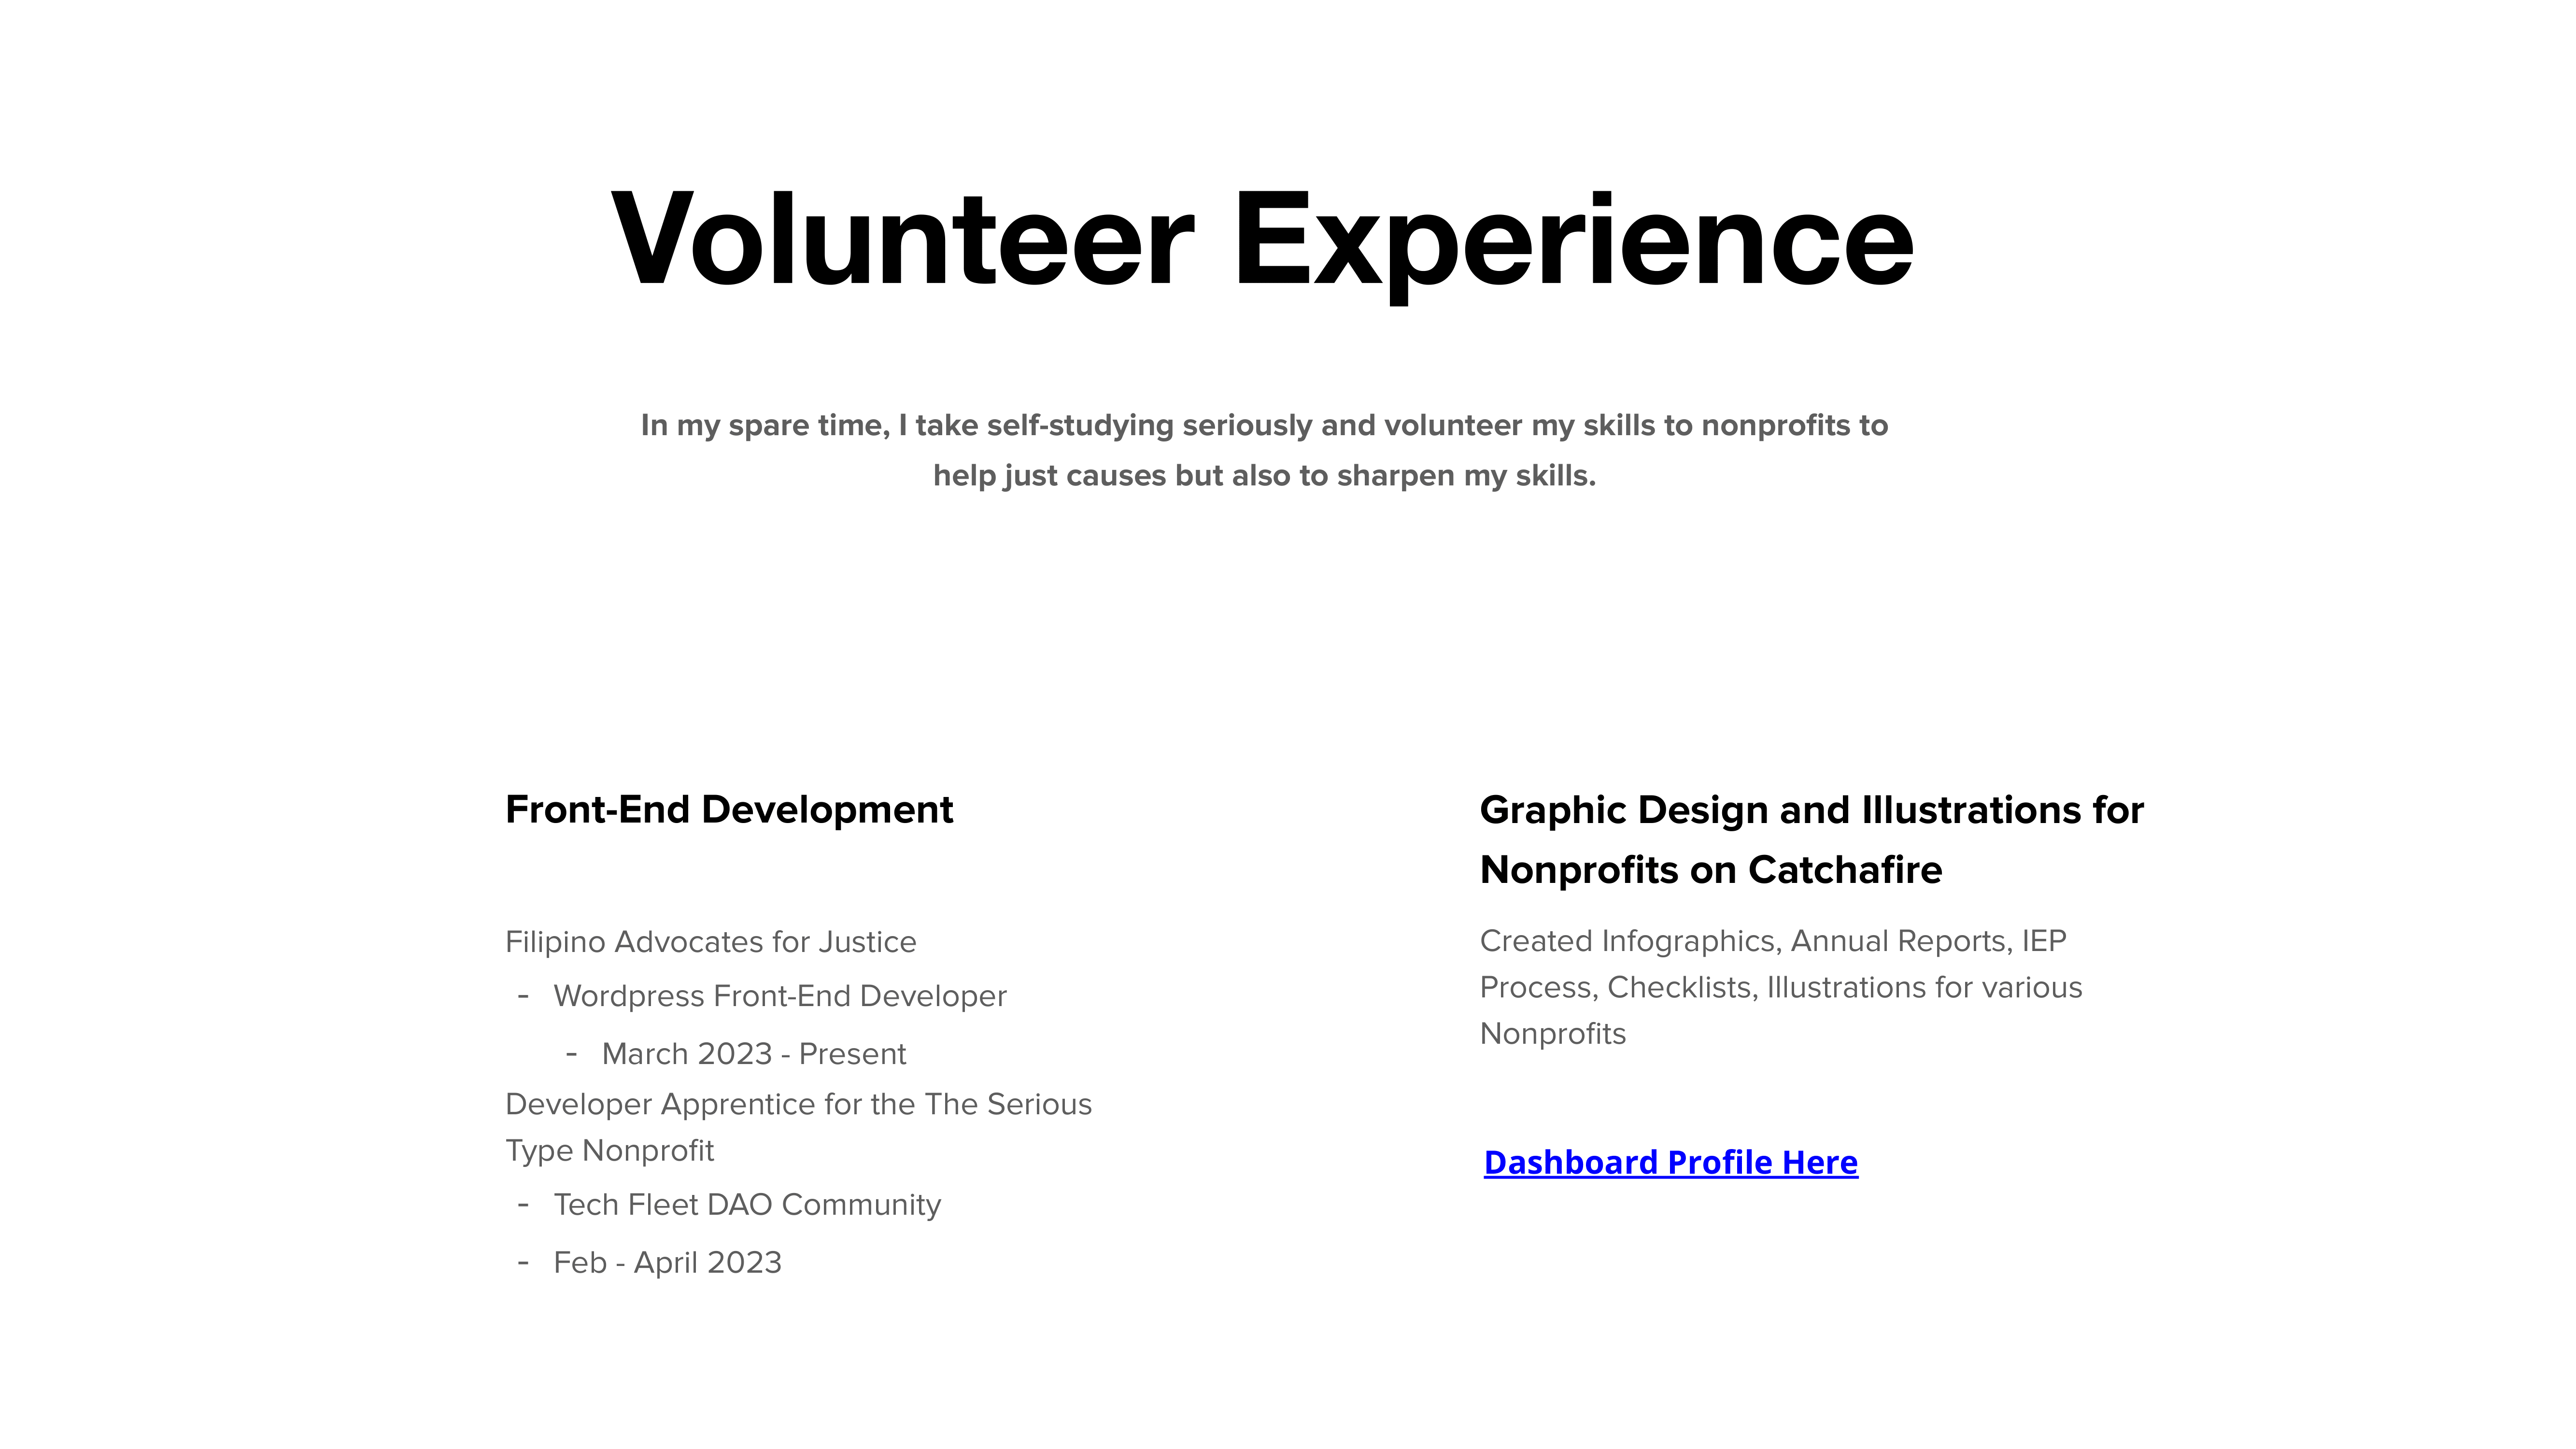 Volunteer Experience
In my spare time, I take self-studying seriously and volunteer my skills to nonprofits to
help just causes but also to sharpen my skills.
Front-End Development
Filipino Advocates for Justice
- Wordpress Front-End Developer
- March 2023 - Present
Developer Apprentice for the The Serious
Type Nonprofit
- Tech Fleet DAO Community
- Feb - April 2023
Graphic Design and Illustrations for
Nonprofits on Catchafire
Created Infographics, Annual Reports, IEP
Process, Checklists, Illustrations for various
Nonprofits
Dashboard Profile Here